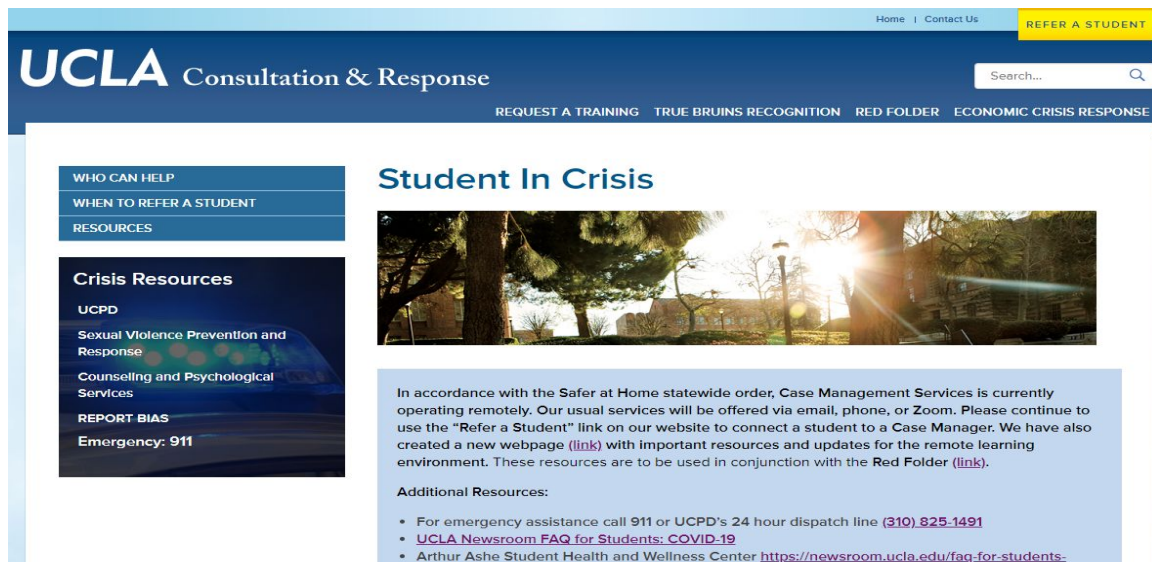 Home | Contact Us
REFER A STUDENT
UCLA Consultation & Response
Search...
REQUEST A TRAINING TRUE BRUINS RECOGNITION RED FOLDER ECONOMIC CRISIS RESPONSE
WHO CAN HELP
WHEN TO REFER A STUDENT
RESOURCES
Crisis Resources
UCPD
Sexual Violence Prevention and
Response
Counseling and Psychological
Services
REPORT BIAS
Emergency: 911
Student In Crisis
In accordance with the Safer at Home statewide order, Case Management Services is currently
operating remotely. Our usual services will be offered via email, phone, or Zoom. Please continue to
use the “Refer a Student” link on our website to connect a student to a Case Manager. We have also
created a new webpage (link) with important resources and updates for the remote learning
environment. These resources are to be used in conjunction with the Red Folder (link).
Additional Resources:
• For emergency assistance call 911 or UCPD's 24 hour dispatch line (310) 825-1491
• UCLA Newsroom FAQ for Students: COVID-19
• Arthur Ashe Student Health and Wellness Center https://newsroom.ucla.edu/faq-for-students-